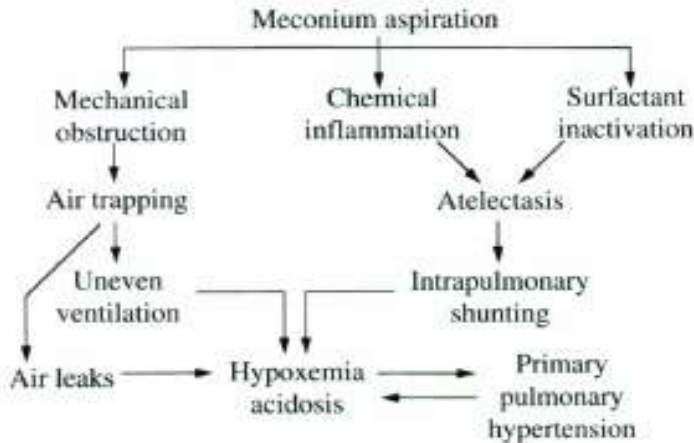 Meconium aspiration
Mechanical
obstruction
Chemical
inflammation
Surfactant
inactivation
Air trapping
Atelectasis
Uneven
ventilation
Intrapulmonary
shunting
Air leaks
Hypoxemia
acidosis
Primary
pulmonary
hypertension